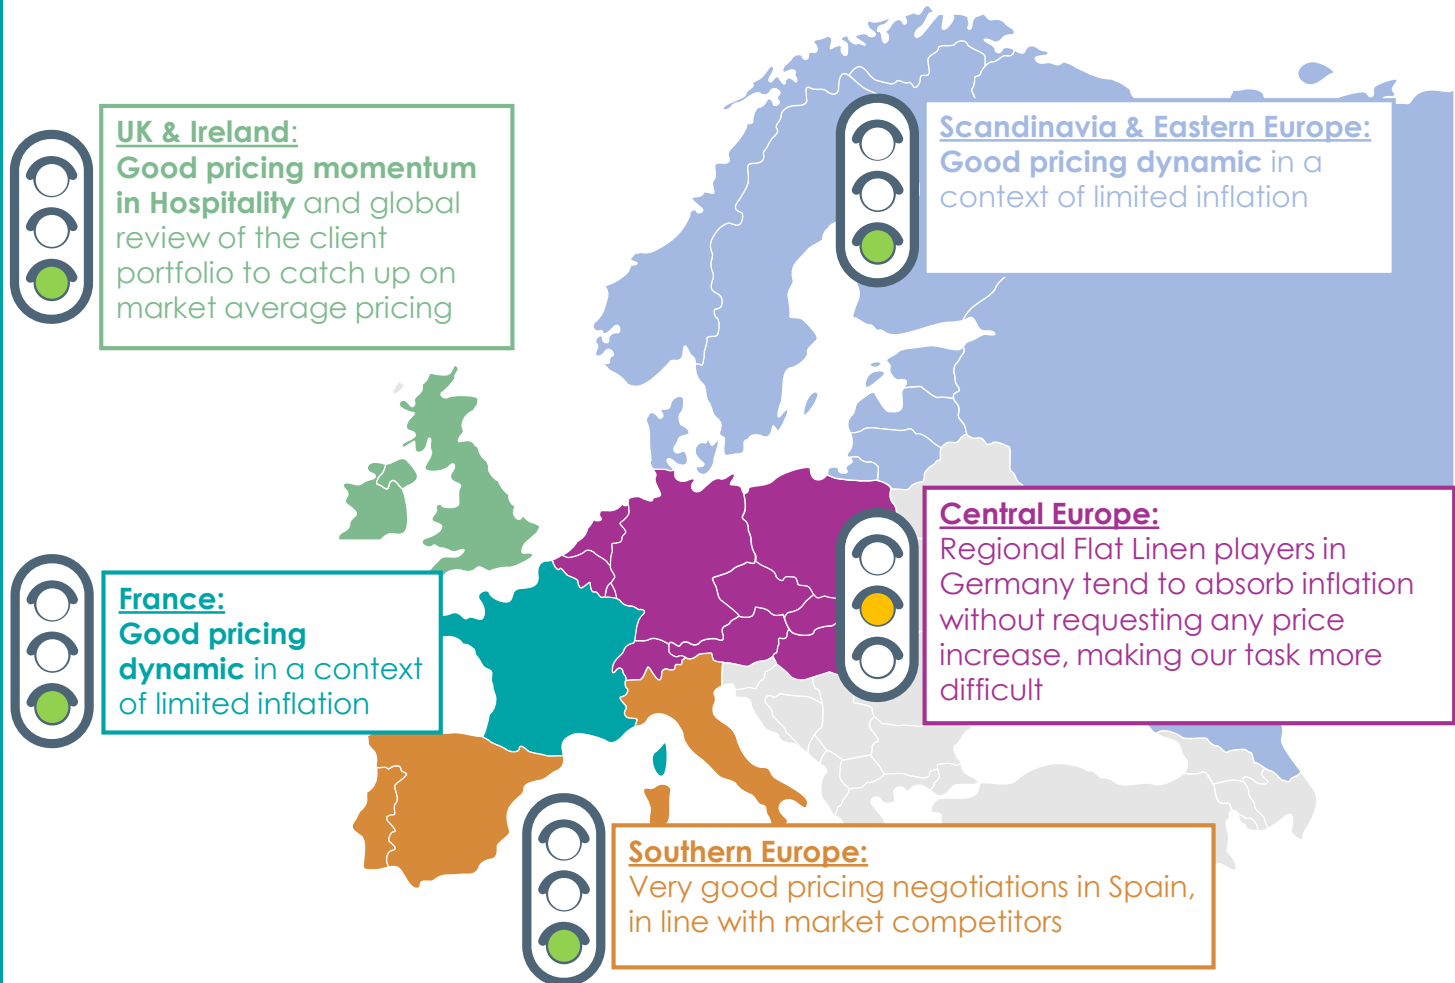 UK & Ireland:
Good pricing momentum
in Hospitality and global
review of the client
portfolio to catch up on
market average pricing
Scandinavia & Eastern Europe:
Good pricing dynamic in a
context of limited inflation
Central Europe:
Regional Flat Linen players in
Germany tend to absorb inflation
without requesting any price
increase, making our task more
difficult
France:
Good pricing
dynamic in a context
of limited inflation
Southern Europe:
Very good pricing negotiations in Spain,
in line with market competitors